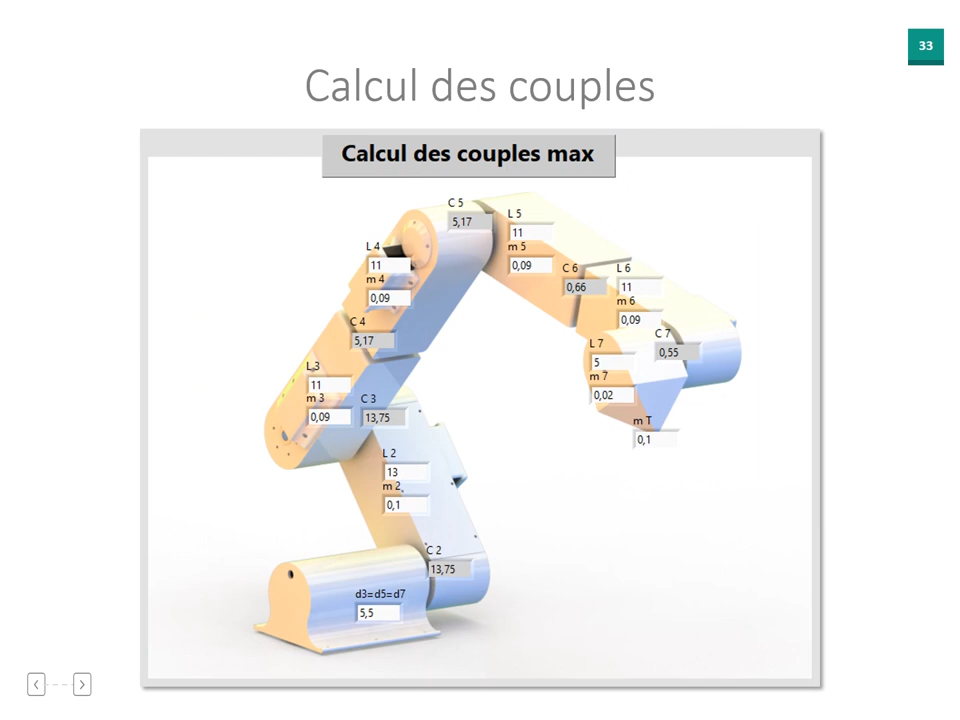 33
Calcul des couples
Calcul des couples max
C 5
5,17
L 5
11
m 5
0,09
L 4
11
m 4
0,09
C 6
0,66
L 6
11
m 6
0,09
C 4
5,17
C 7
0,55
L 7
5
m 7
0,02
L 3
11
m 3
0,09
C 3
13,75
m T
0,1
L 2
13
m 2
0,1
C 2
13,75
d3=d5=d7
5,5